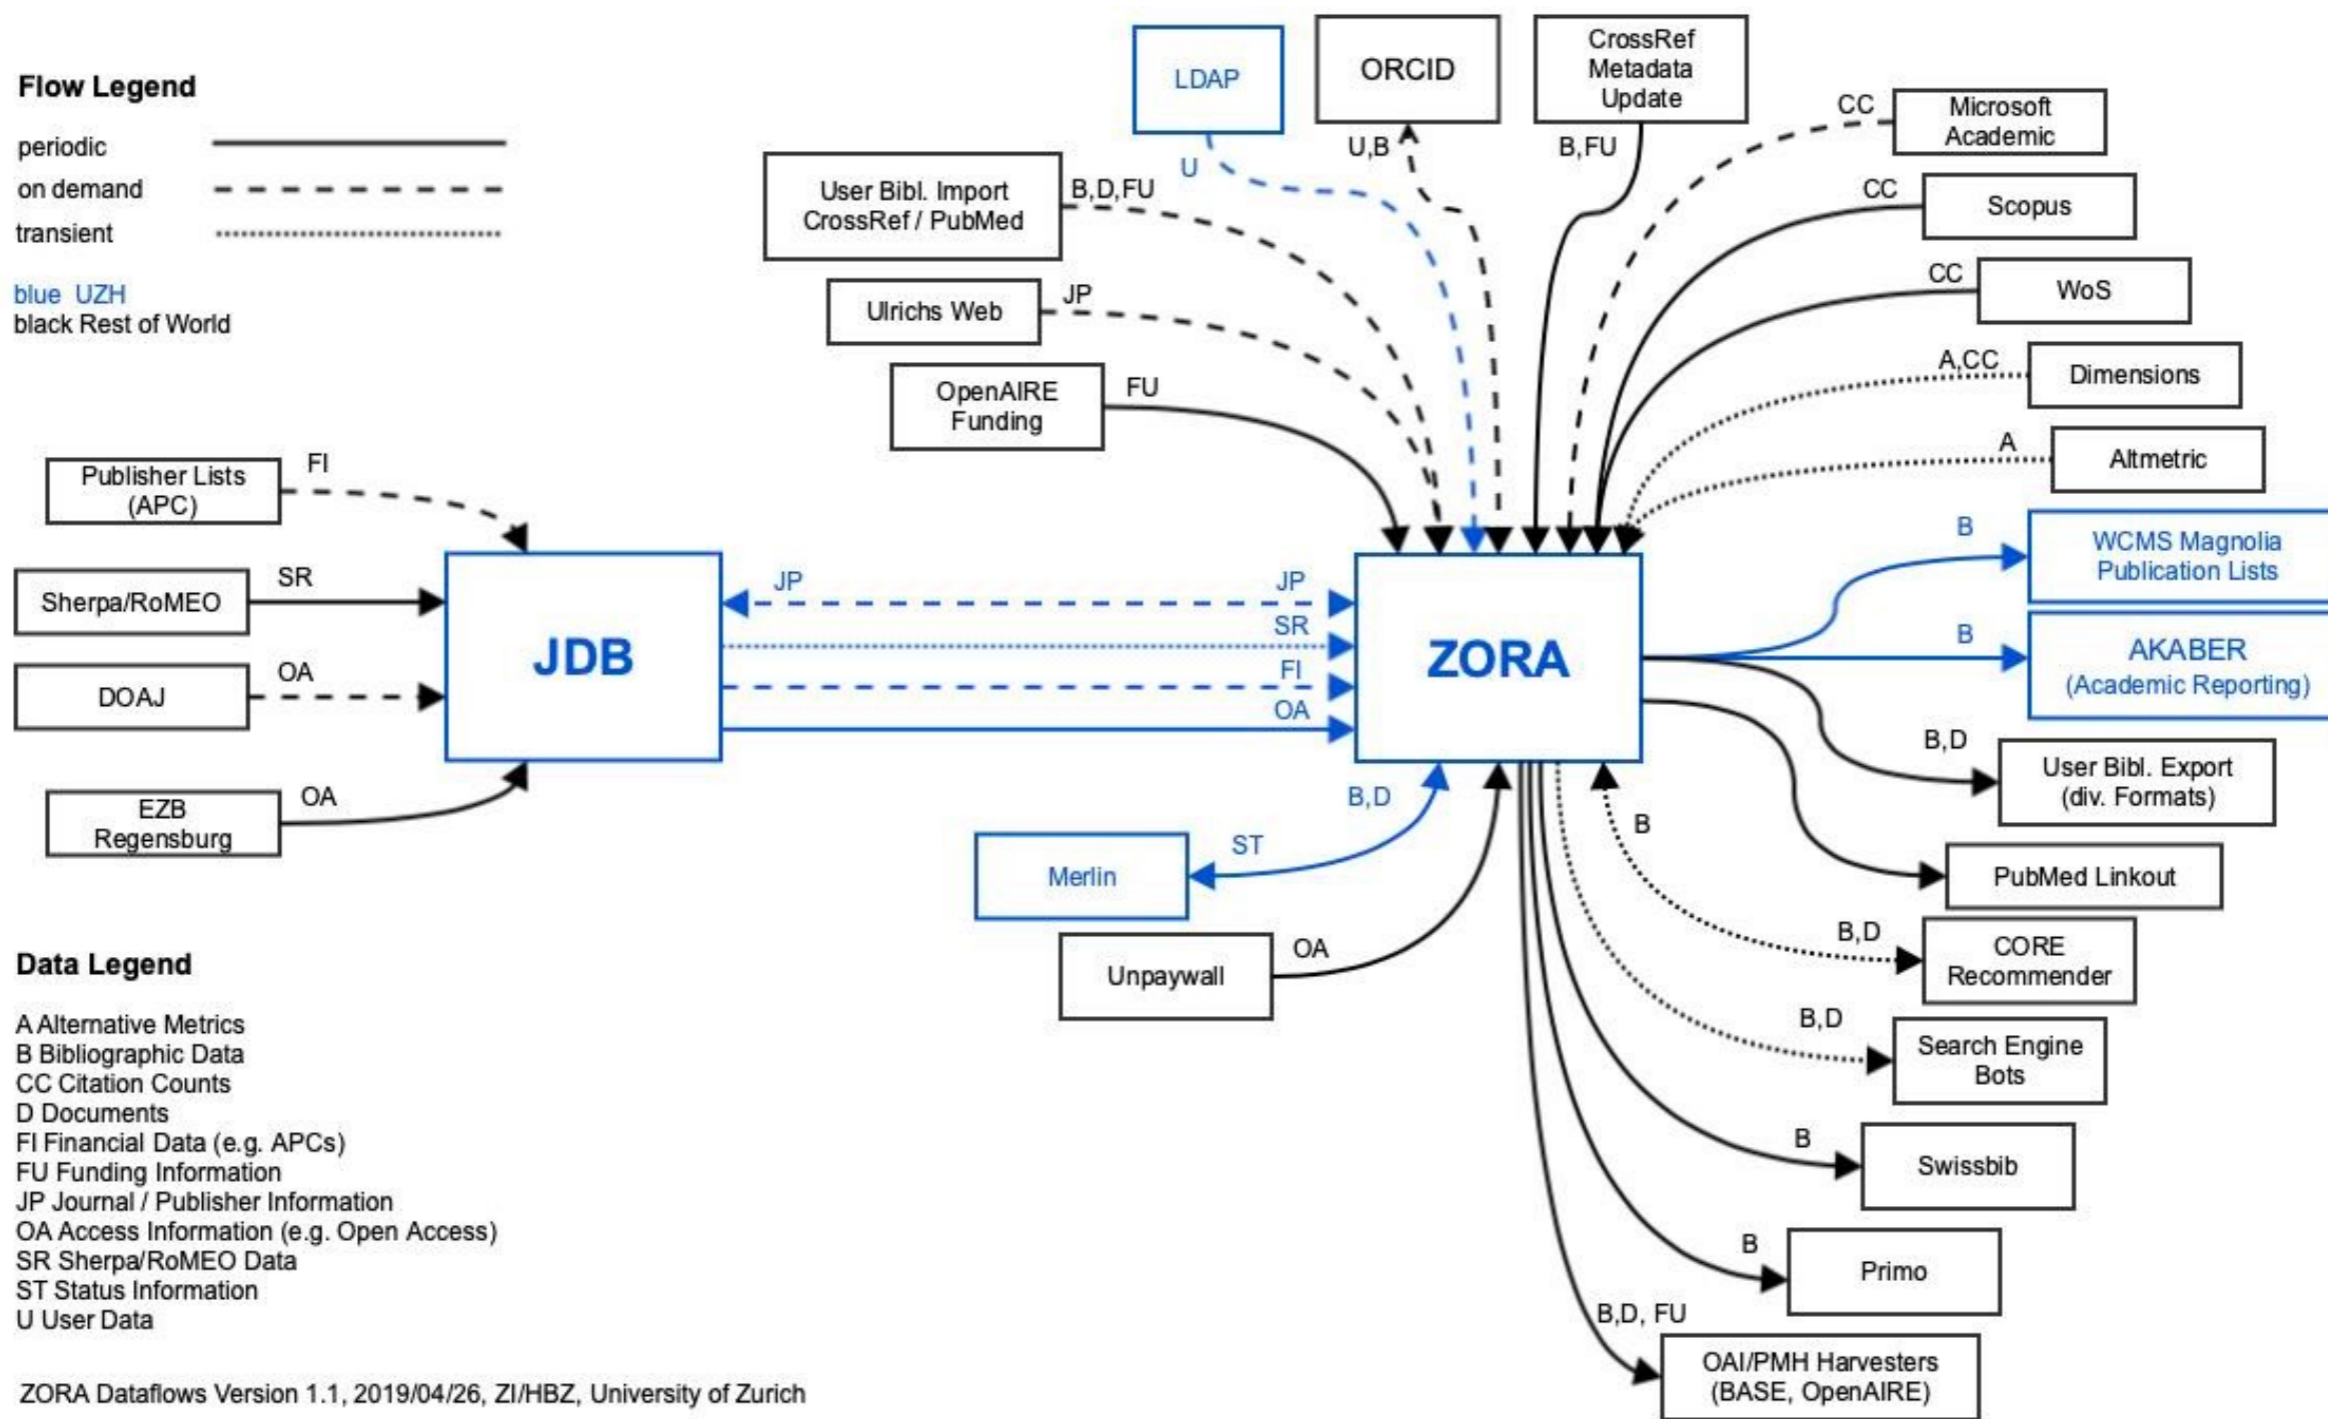 Flow Legend
periodic
on demand
transient
blue UZH
black Rest of World
LDAP
U
ORCID
U,B
CrossRef
Metadata
Update
B,FU
CC
Microsoft
Academic
CC
Scopus
CC
WoS
A,CC
Dimensions
A
Altmetric
User Bibl. Import
CrossRef / PubMed
B,D,FU
Ulrichs Web
JP
OpenAIRE
Funding
FU
Publisher Lists
(APC)
FI
Sherpa/RoMEO
SR
DOAJ
OA
EZB
Regensburg
OA
JDB
JP
JP
SR
FI
OA
ZORA
B
WCMS Magnolia
Publication Lists
B
AKABER
(Academic Reporting)
B,D
User Bibl. Export
(div. Formats)
PubMed Linkout
B
B,D
CORE
Recommender
B,D
Search Engine
Bots
B
Swissbib
B
Primo
B,D, FU
OAI/PMH Harvesters
(BASE, OpenAIRE)
B,D
ST
Merlin
Unpaywall
OA
Data Legend
A Alternative Metrics
B Bibliographic Data
CC Citation Counts
D Documents
FI Financial Data (e.g. APCs)
FU Funding Information
JP Journal / Publisher Information
OA Access Information (e.g. Open Access)
SR Sherpa/RoMEO Data
ST Status Information
U User Data
ZORA Dataflows Version 1.1, 2019/04/26, ZI/HBZ, University of Zurich